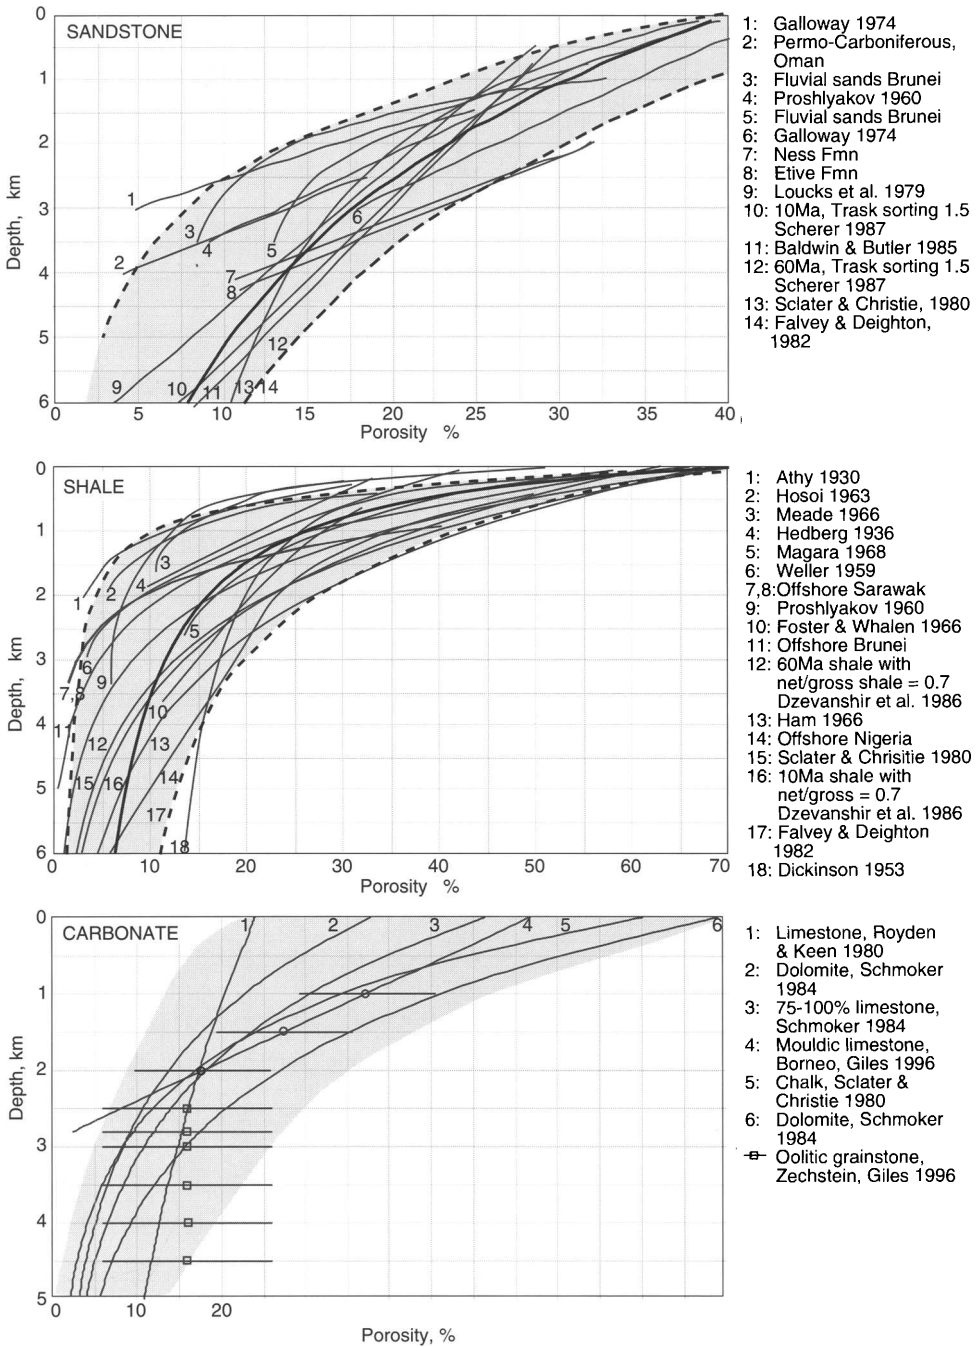 SANDSTONE
0
1
2
3
4
5
6
Depth, km
1
2
3
4
5
6
7
8
9
10
11
12
13
14
0 5 10 15 20 25 30 35 40
Porosity %
1: Galloway 1974
2: Permo-Carboniferous,
Oman
3: Fluvial sands Brunei
4: Proshlyakov 1960
5: Fluvial sands Brunei
6: Galloway 1974
7: Ness Fmn
8: Etive Fmn
9: Loucks et al. 1979
10: 10Ma, Trask sorting 1.5
Scherer 1987
11: Baldwin & Butler 1985
12: 60Ma, Trask sorting 1.5
Scherer 1987
13: Sclater & Christie, 1980
14: Falvey & Deighton,
1982
SHALE
0
1
2
3
4
5
6
Depth, km
1
2
3
4
5
6
7,8
9
10
11
12
13
14
15
16
17
18
0 10 20 30 40 50 60 70
Porosity %
1: Athy 1930
2: Hosoi 1963
3: Meade 1966
4: Hedberg 1936
5: Magara 1968
6: Weller 1959
7,8:Offshore Sarawak
9: Proshlyakov 1960
10: Foster & Whalen 1966
11: Offshore Brunei
12: 60Ma shale with
net/gross shale = 0.7
Dzevanshir et al. 1986
13: Ham 1966
14: Offshore Nigeria
15: Sclater & Chrisitie 1980
16: 10Ma shale with
net/gross = 0.7
Dzevanshir et al. 1986
17: Falvey & Deighton
1982
18: Dickinson 1953
CARBONATE
0
1
2
3
4
5
Depth, km
1 2 3 4 5 6
0 10 20
Porosity, %
1: Limestone, Royden
& Keen 1980
2: Dolomite, Schmoker
1984
3: 75-100% limestone,
Schmoker 1984
4: Mouldic limestone,
Borneo, Giles 1996
5: Chalk, Sclater &
Christie 1980
6: Dolomite, Schmoker
1984
Oolitic grainstone,
Zechstein, Giles 1996